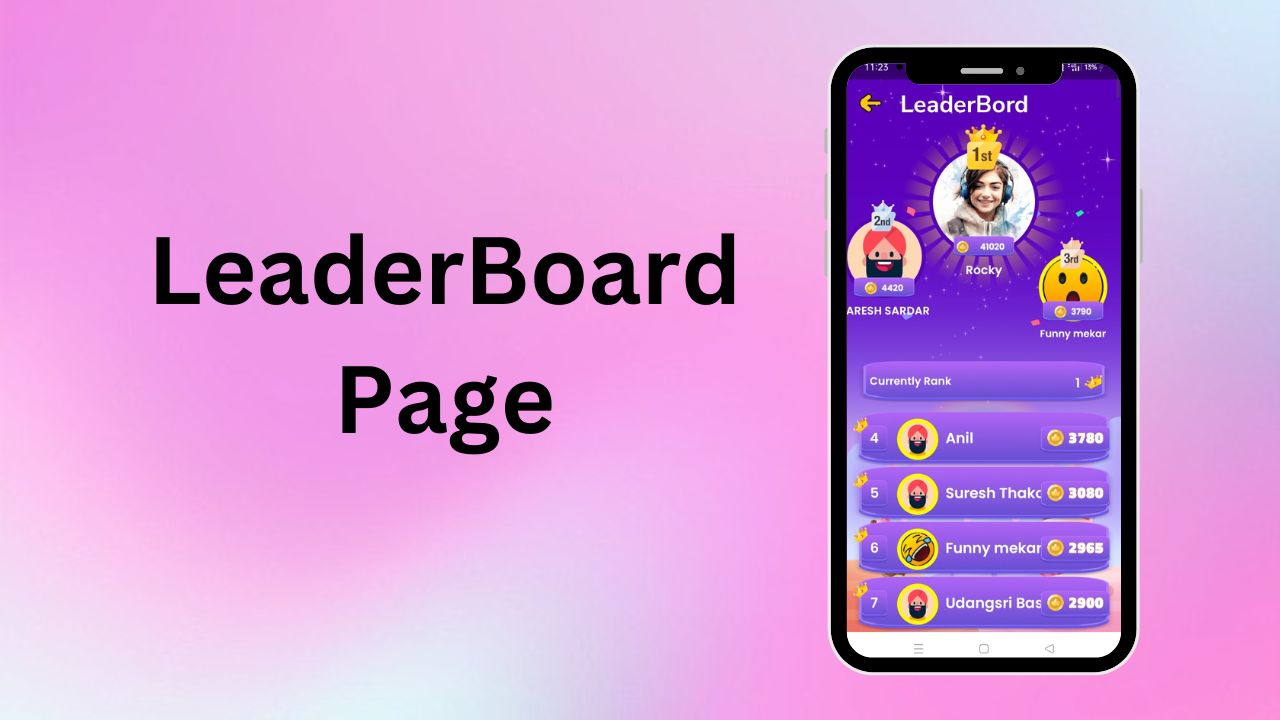 LeaderBoard
Page
11:23 13%
LeaderBord
1st
2nd
41020
Rocky
3rd
4420
ARESH SARDAR
3790
Funny mekar
Currently Rank 1
4 Anil 3780
5 Suresh Thako 3080
6 Funny mekar 2965
7 Udangsri Bas 2900